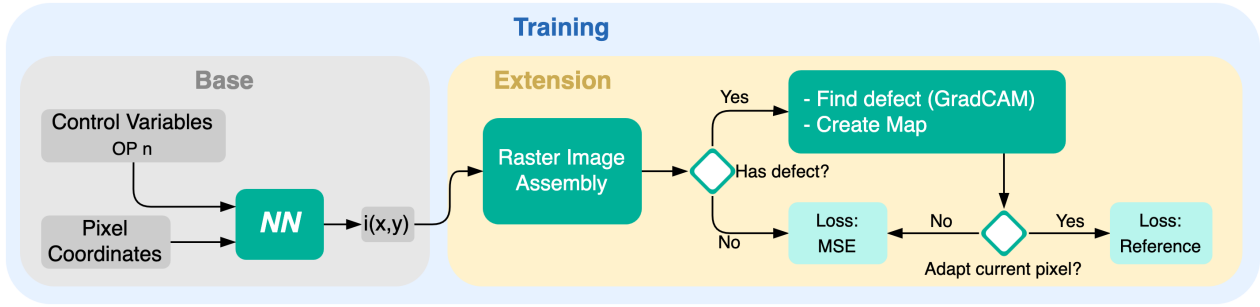 Training
Base
Control Variables
OP n
Pixel
Coordinates
NN
i(x,y)
Extension
Raster Image
Assembly
Has defect?
Yes
No
- Find defect (GradCAM)
- Create Map
Loss:
MSE
No
Adapt current pixel?
Yes
Loss:
Reference